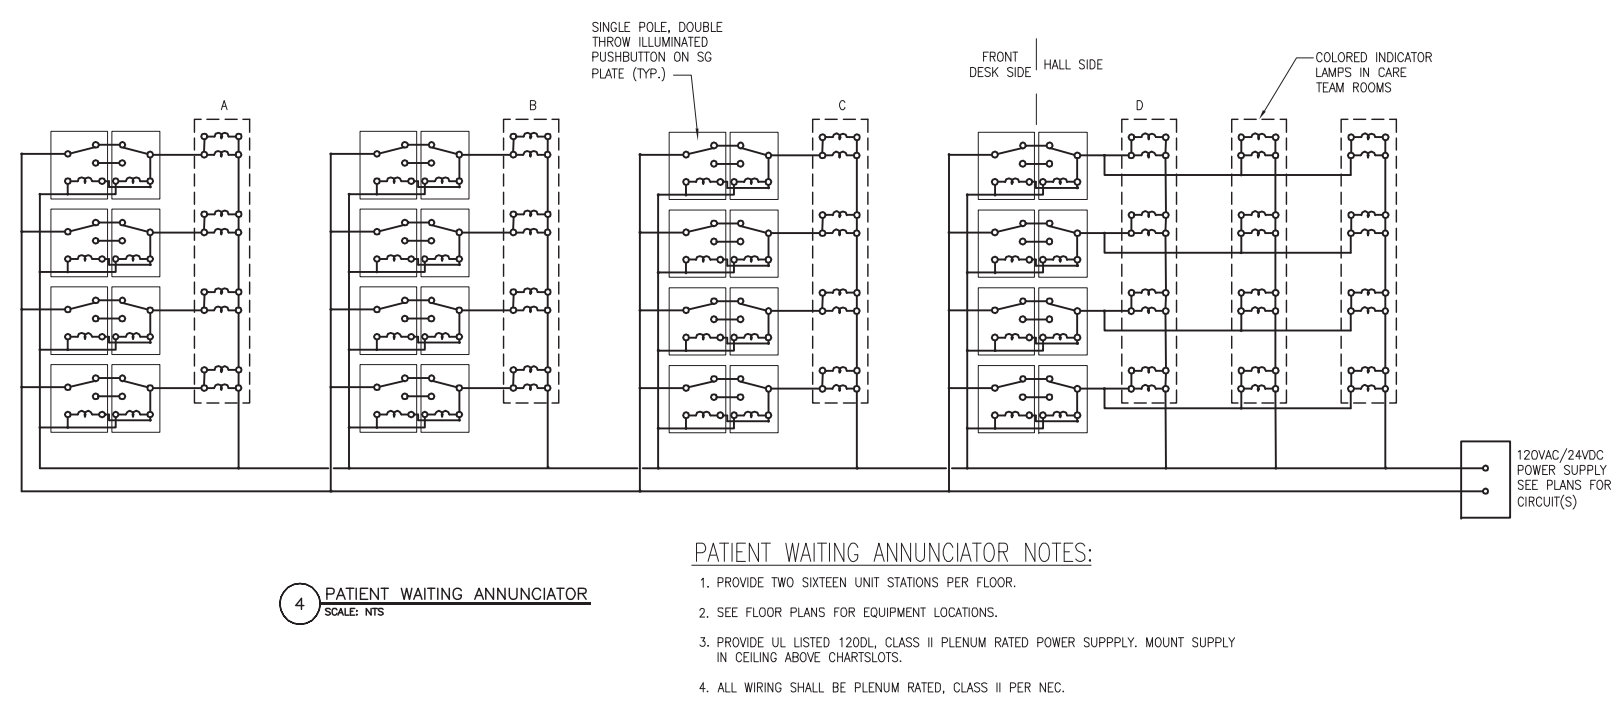 SINGLE POLE, DOUBLE
THROW ILLUMINATED
PUSHBUTTON ON SG
PLATE (TYP.)
FRONT
DESK SIDE
HALL SIDE
COLORED INDICATOR
LAMPS IN CARE
TEAM ROOMS
A
B
C
D
120VAC/24VDC
POWER SUPPLY
SEE PLANS FOR
CIRCUIT(S)
4
PATIENT WAITING ANNUNCIATOR
SCALE: NTS
PATIENT WAITING ANNUNCIATOR NOTES:
1. PROVIDE TWO SIXTEEN UNIT STATIONS PER FLOOR.
2. SEE FLOOR PLANS FOR EQUIPMENT LOCATIONS.
3. PROVIDE UL LISTED 120DL, CLASS II PLENUM RATED POWER SUPPPLY. MOUNT SUPPLY
IN CEILING ABOVE CHARTSLOTS.
4. ALL WIRING SHALL BE PLENUM RATED, CLASS II PER NEC.